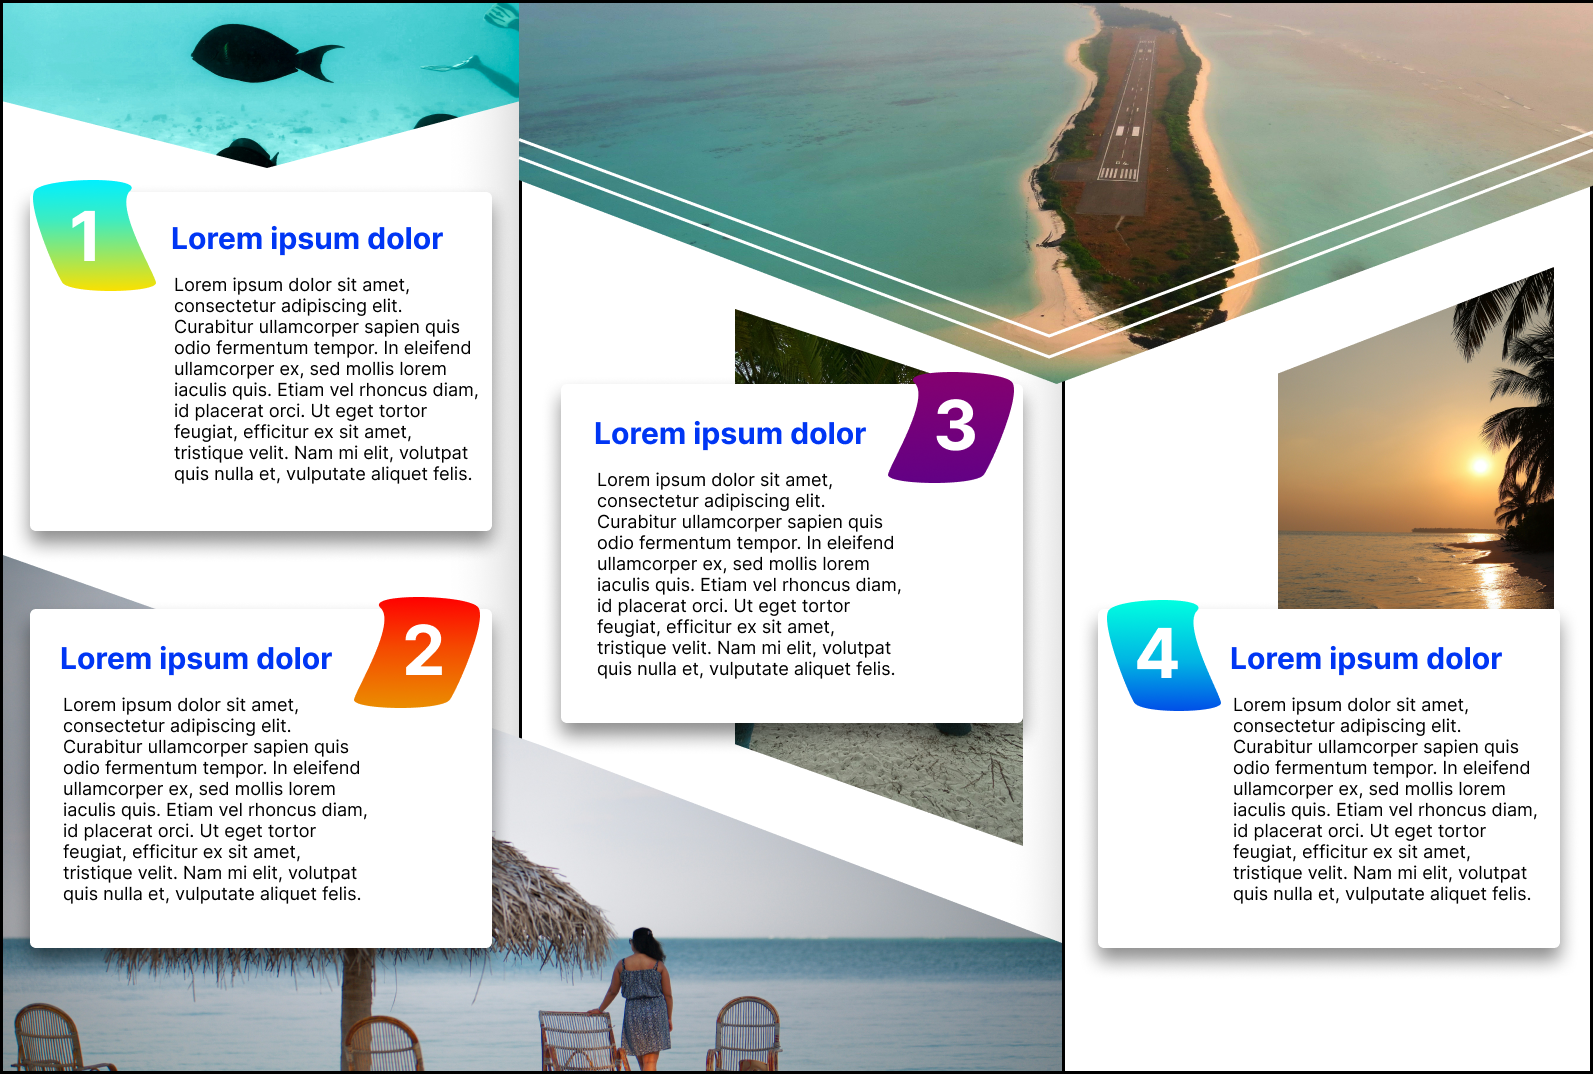 1
Lorem ipsum dolor
Lorem ipsum dolor sit amet,
consectetur adipiscing elit.
Curabitur ullamcorper sapien quis
odio fermentum tempor. In eleifend
ullamcorper ex, sed mollis lorem
iaculis quis. Etiam vel rhoncus diam,
id placerat orci. Ut eget tortor
feugiat, efficitur ex sit amet,
tristique velit. Nam mi elit, volutpat
quis nulla et, vulputate aliquet felis.
2
Lorem ipsum dolor
Lorem ipsum dolor sit amet,
consectetur adipiscing elit.
Curabitur ullamcorper sapien quis
odio fermentum tempor. In eleifend
ullamcorper ex, sed mollis lorem
iaculis quis. Etiam vel rhoncus diam,
id placerat orci. Ut eget tortor
feugiat, efficitur ex sit amet,
tristique velit. Nam mi elit, volutpat
quis nulla et, vulputate aliquet felis.
3
Lorem ipsum dolor
Lorem ipsum dolor sit amet,
consectetur adipiscing elit.
Curabitur ullamcorper sapien quis
odio fermentum tempor. In eleifend
ullamcorper ex, sed mollis lorem
iaculis quis. Etiam vel rhoncus diam,
id placerat orci. Ut eget tortor
feugiat, efficitur ex sit amet,
tristique velit. Nam mi elit, volutpat
quis nulla et, vulputate aliquet felis.
4
Lorem ipsum dolor
Lorem ipsum dolor sit amet,
consectetur adipiscing elit.
Curabitur ullamcorper sapien quis
odio fermentum tempor. In eleifend
ullamcorper ex, sed mollis lorem
iaculis quis. Etiam vel rhoncus diam,
id placerat orci. Ut eget tortor
feugiat, efficitur ex sit amet,
tristique velit. Nam mi elit, volutpat
quis nulla et, vulputate aliquet felis.